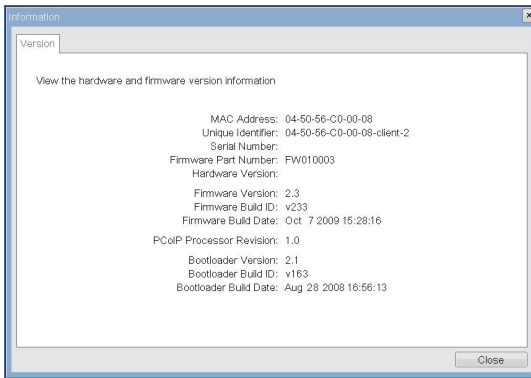 Information
Version
View the hardware and firmware version information
MAC Address: 04-50-56-C0-00-08
Unique Identifier: 04-50-56-C0-00-08-client-2
Serial Number:
Firmware Part Number: FW010003
Hardware Version:
Firmware Version: 2.3
Firmware Build ID: v233
Firmware Build Date: Oct 7 2009 15:28:16
PCoIP Processor Revision: 1.0
Bootloader Version: 2.1
Bootloader Build ID: v163
Bootloader Build Date: Aug 28 2008 16:56:13
Close